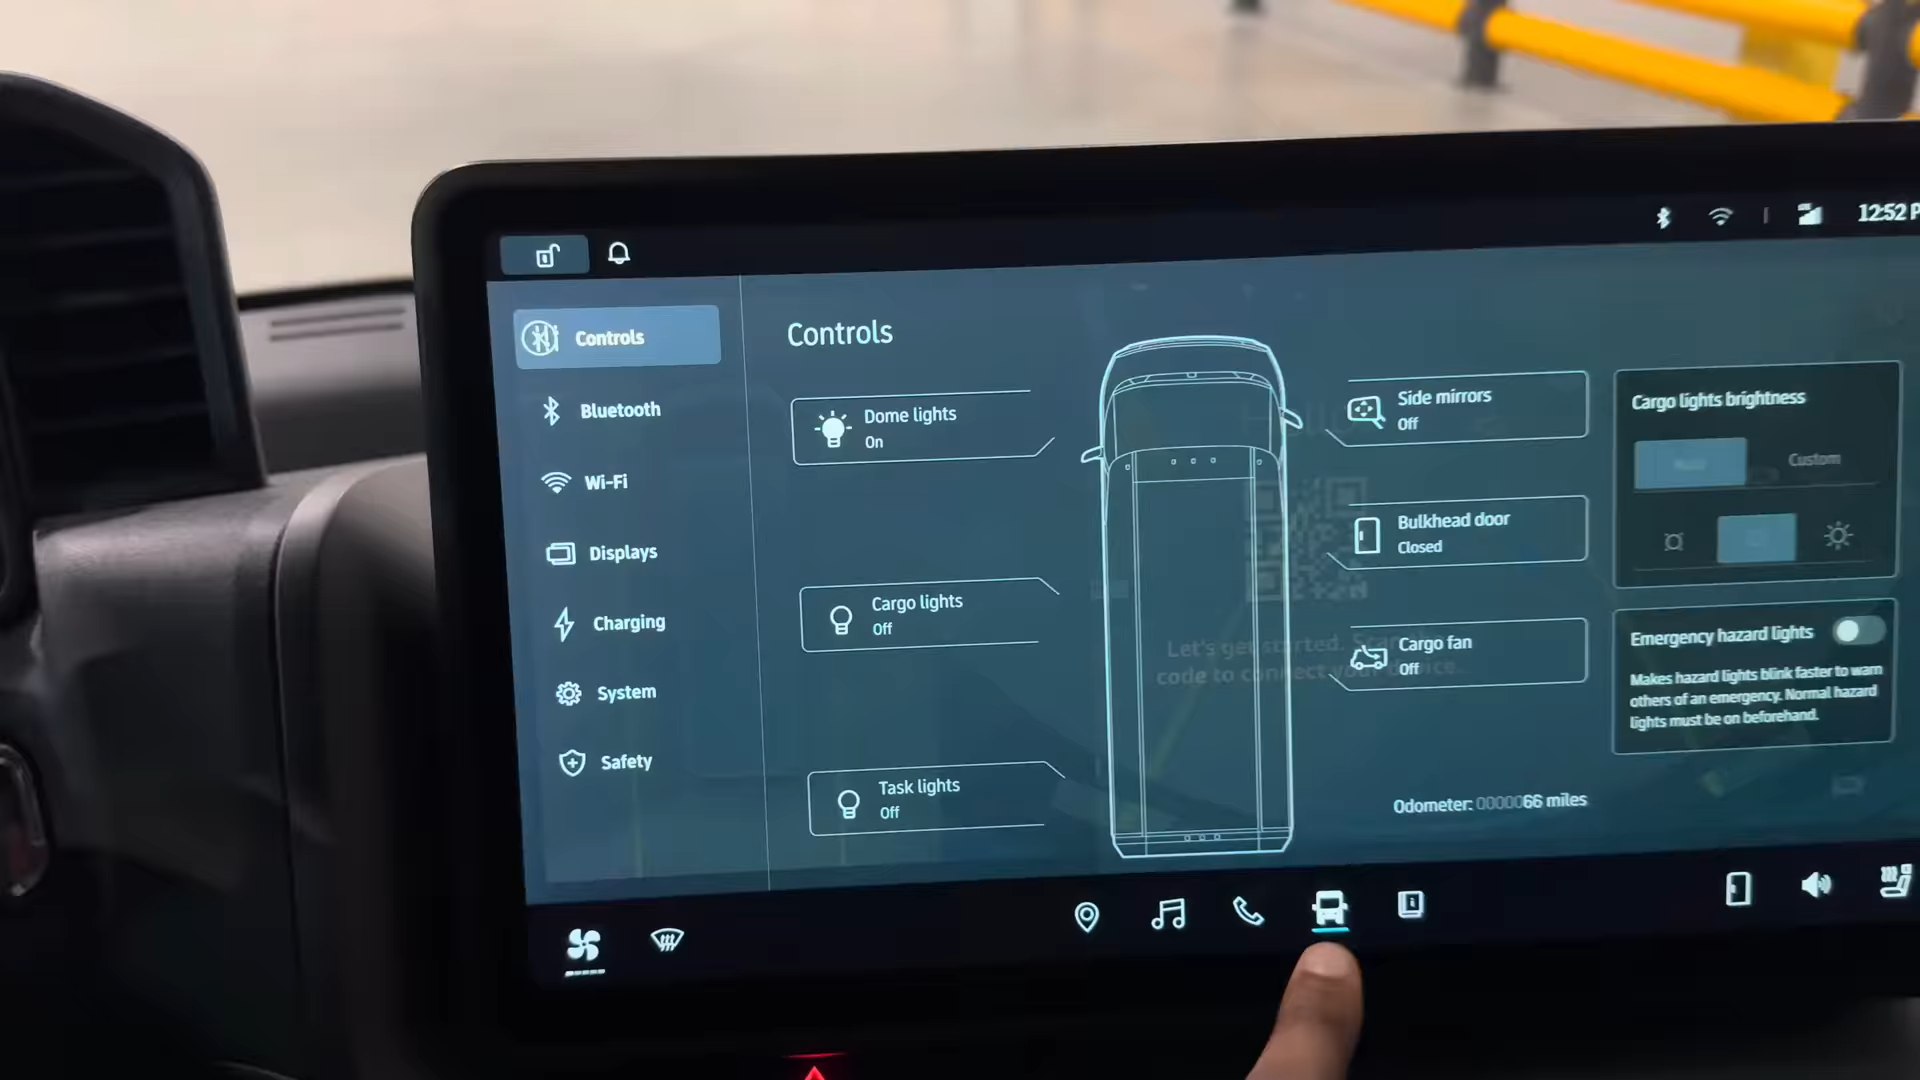 12:52 P
Controls
Bluetooth
Wi-Fi
Displays
Charging
System
Safety
Controls
Dome lights
On
Cargo lights
Off
Task lights
Off
Let's get started. Scan
code to connect your device.
Side mirrors
Off
Bulkhead door
Closed
Cargo fan
Off
Odometer: 0000066 miles
Cargo lights brightness
Custom
Emergency hazard lights
Makes hazard lights blink faster to warn
others of an emergency. Normal hazard
lights must be on beforehand.